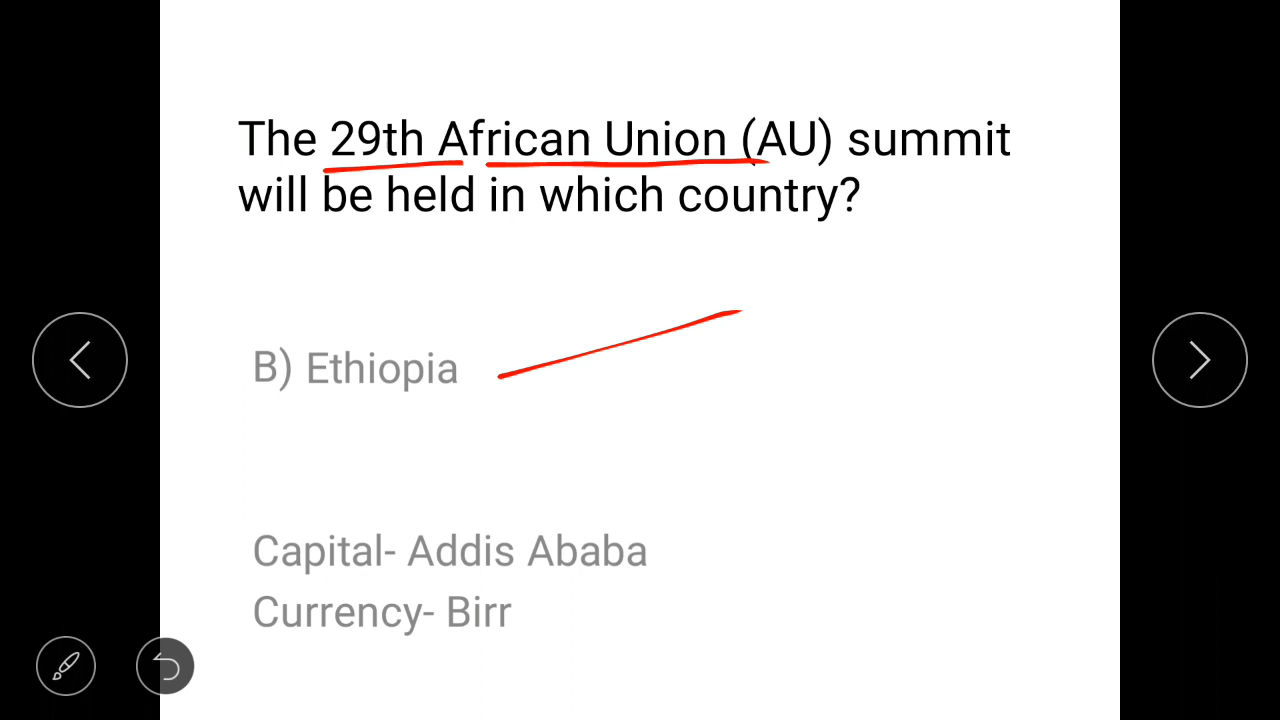 The 29th African Union (AU) summit
will be held in which country?
B) Ethiopia
Capital- Addis Ababa
Currency- Birr